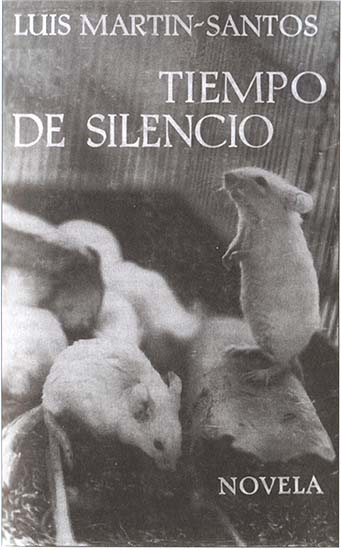 LUIS MARTIN-SANTOS
TIEMPO
DE SILENCIO
NOVELA